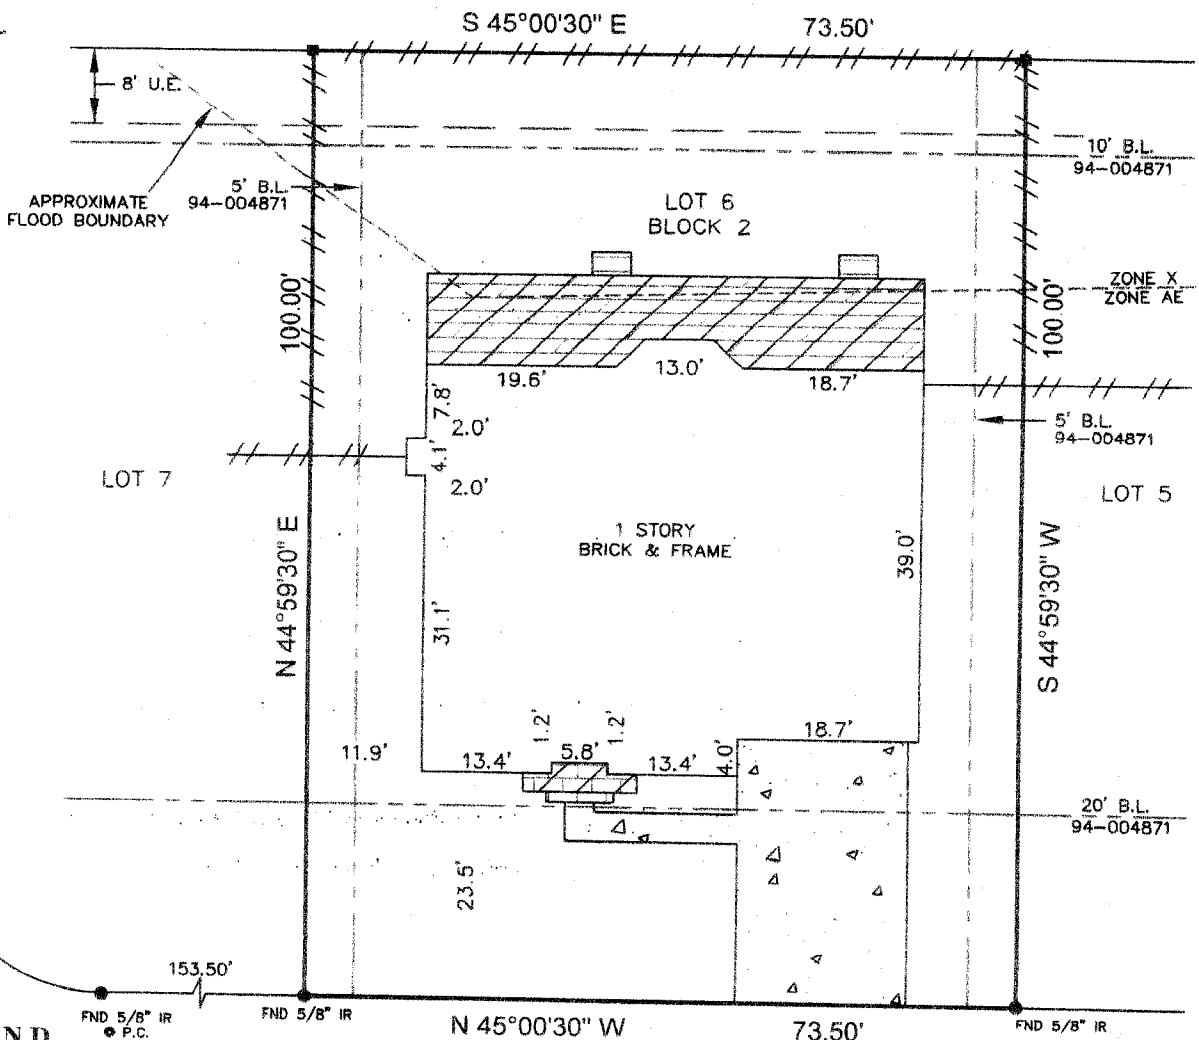 S 45°00'30" E 73.50'
8' U.E.
10' B.L.
94-004871
5' B.L.
94-004871
APPROXIMATE
FLOOD BOUNDARY
LOT 6
BLOCK 2
ZONE X
ZONE AE
100.00'
100.00'
19.6'
13.0'
18.7'
7.8'
2.0'
4.1'
2.0'
5' B.L.
94-004871
LOT 7
LOT 5
1 STORY
BRICK & FRAME
39.0'
N 44°59'30" E
S 44°59'30" W
31.1'
11.9'
13.4'
1.2'
5.8'
1.2'
13.4'
4.0'
18.7'
20' B.L.
94-004871
23.5'
153.50'
FND 5/8" IR
@ P.C.
FND 5/8" IR
N 45°00'30" W 73.50'
FND 5/8" IR
ND